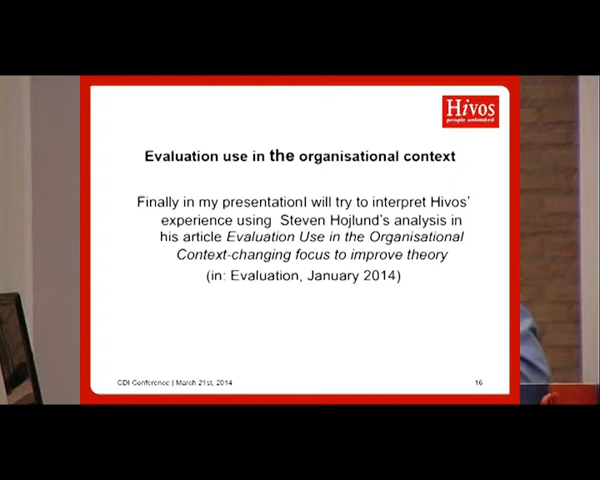 Hivos
people unlimited
Evaluation use in the organisational context
Finally in my presentationI will try to interpret Hivos'
experience using Steven Hojlund's analysis in
his article Evaluation Use in the Organisational
Context-changing focus to improve theory
(in: Evaluation, January 2014)
CDI Conference | March 21st, 2014
16